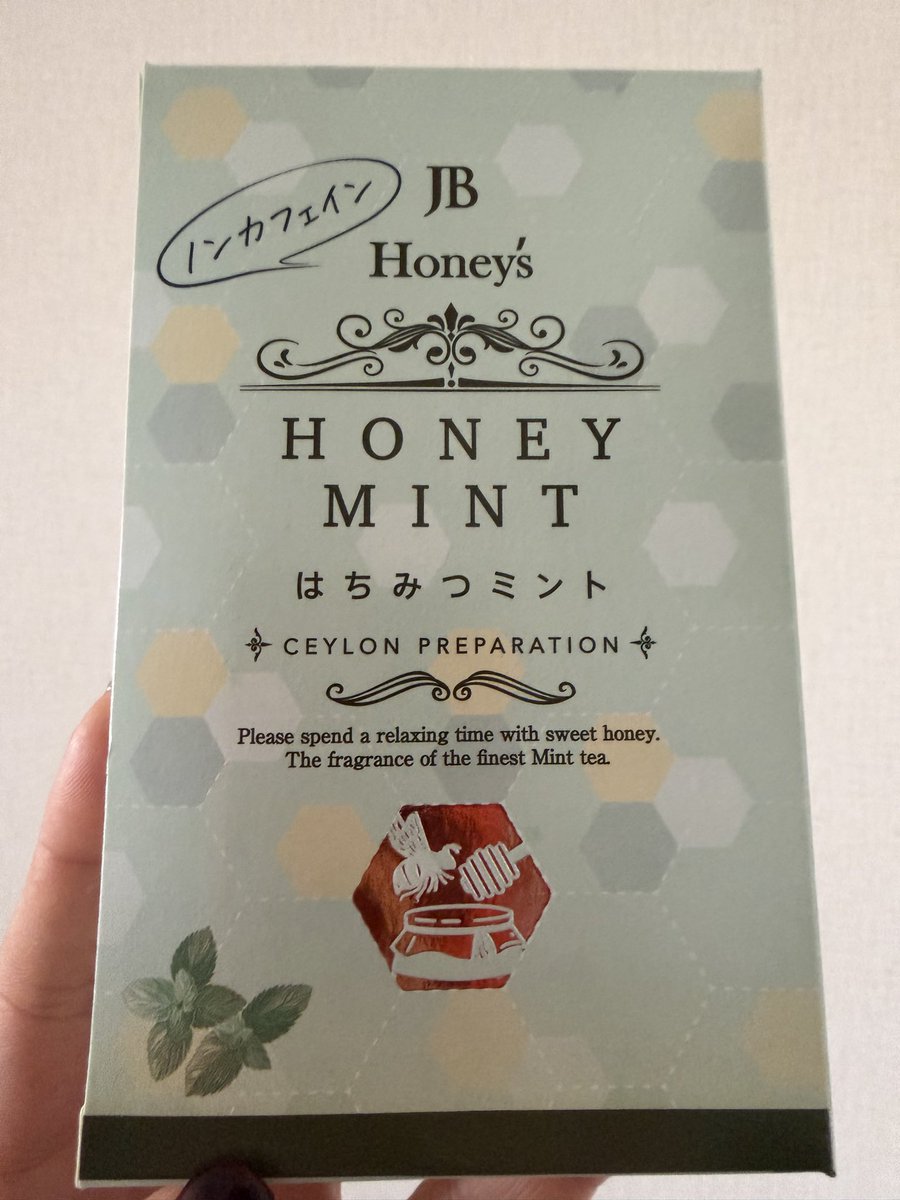 ノンカフェイン
JB
Honey's
HONEY
MINT
はちみつミント
CEYLON PREPARATION
Please spend a relaxing time with sweet honey.
The fragrance of the finest Mint tea.